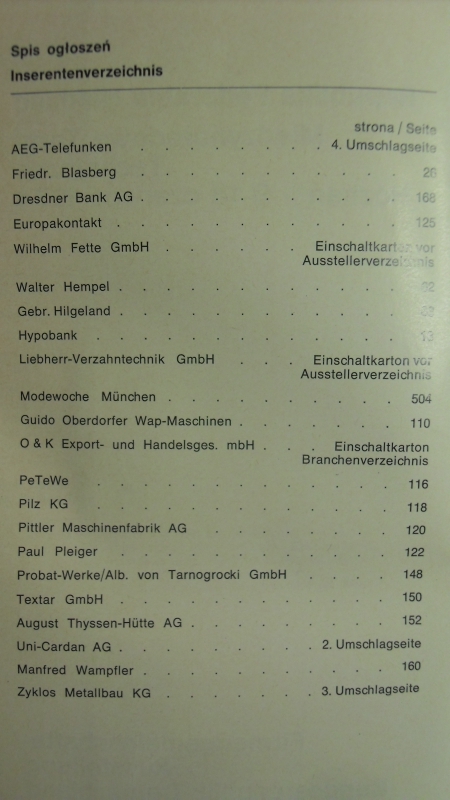 Spis ogłoszeń
Inserentenverzeichnis
strona / Seite
AEG-Telefunken . . . . . . . . 4. Umschlagseite
Friedr. Blasberg . . . . . . . . . . . 20
Dresdner Bank AG . . . . . . . . . . 168
Europakontakt . . . . . . . . . . . 125
Wilhelm Fette GmbH . . . . . Einschaltkarton vor
Ausstellerverzeichnis
Walter Hempel . . . . . . . . . . .
Gebr. Hilgeland . . . . . . . . . . .
Hypobank . . . . . . . . . . . . 13
Liebherr-Verzahntechnik GmbH . . . Einschaltkarton vor
Ausstellerverzeichnis
Modewoche München . . . . . . . . . 504
Guido Oberdorfer Wap-Maschinen . . . . . . 110
O & K Export- und Handelsges. mbH . . . Einschaltkarton
Branchenverzeichnis
PeTeWe . . . . . . . . . . . . 116
Pilz KG . . . . . . . . . . . . 118
Pittler Maschinenfabrik AG . . . . . . . . 120
Paul Pleiger . . . . . . . . . . . 122
Probat-Werke/Alb. von Tarnogrocki GmbH . . . . 148
Textar GmbH . . . . . . . . . . . 150
August Thyssen-Hütte AG . . . . . . . . 152
Uni-Cardan AG . . . . . . . . 2. Umschlagseite
Manfred Wampfler . . . . . . . . . . 160
Zyklos Metallbau KG . . . . . . 3. Umschlagseite